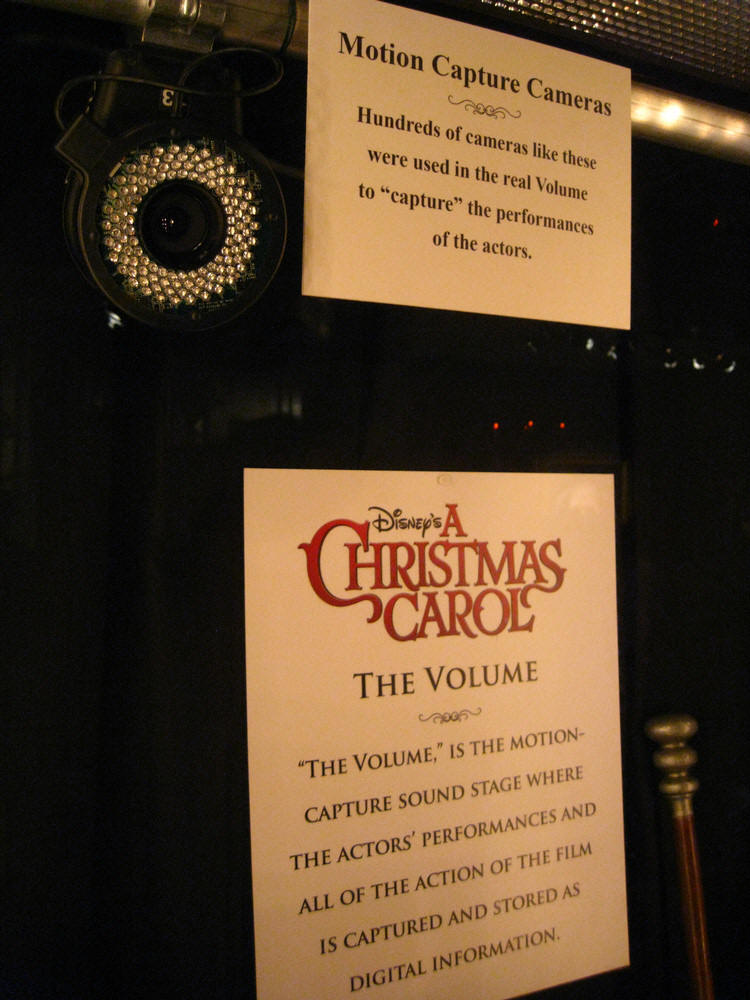 3
Motion Capture Cameras
Hundreds of cameras like these
were used in the real Volume
to “capture” the performances
of the actors.
Disney's A
Christmas
Carol
The Volume
“The Volume,” is the motion-
capture sound stage where
the actors’ performances and
all of the action of the film
is captured and stored as
digital information.